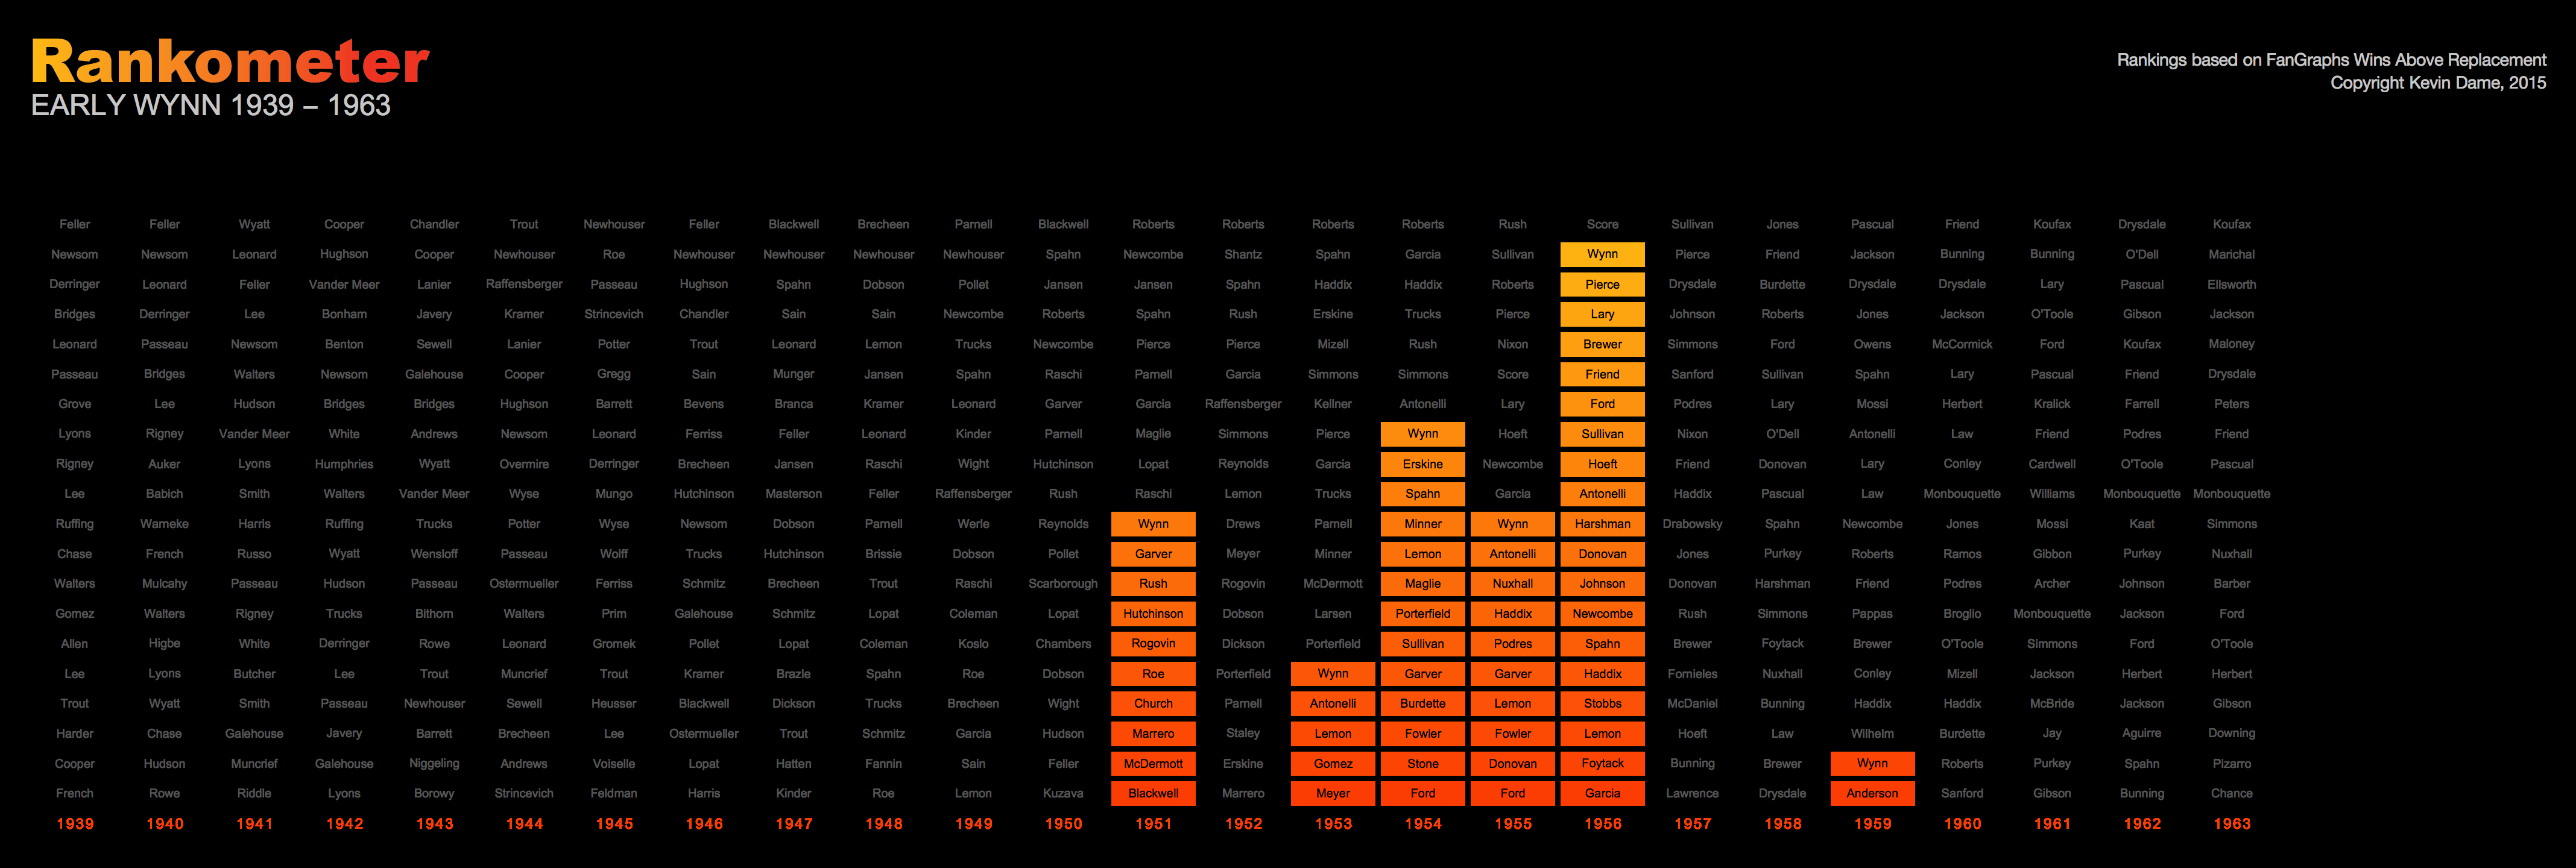 Rankometer
EARLY WYNN 1939 – 1963
Rankings based on FanGraphs Wins Above Replacement
Copyright Kevin Dame, 2015
Feller Feller Wyatt Cooper Chandler Trout Newhouser Feller Blackwell Brecheen Parnell Blackwell Roberts Roberts Roberts Roberts Rush Score Sullivan Jones Pascual Friend Koufax Drysdale Koufax
Newsom Newsom Leonard Hughson Cooper Newhouser Roe Newhouser Newhouser Newhouser Newhouser Spahn Newcombe Shantz Spahn Garcia Sullivan Wynn Pierce Friend Jackson Bunning Bunning O'Dell Marichal
Derringer Leonard Feller Vander Meer Lanier Raffensberger Passeau Hughson Spahn Dobson Pollet Jansen Jansen Spahn Haddix Haddix Roberts Pierce Drysdale Burdette Drysdale Drysdale Lary Pascual Ellsworth
Bridges Derringer Lee Bonham Javery Kramer Strincevich Chandler Sain Sain Newcombe Roberts Spahn Rush Erskine Trucks Pierce Lary Johnson Roberts Jones Jackson O'Toole Gibson Jackson
Leonard Passeau Newsom Benton Sewell Lanier Potter Trout Leonard Lemon Trucks Newcombe Pierce Pierce Mizell Rush Nixon Brewer Simmons Ford Owens McCormick Ford Koufax Maloney
Passeau Bridges Walters Newsom Galehouse Cooper Gregg Sain Munger Jansen Spahn Raschi Parnell Garcia Simmons Simmons Score Friend Sanford Sullivan Spahn Lary Pascual Friend Drysdale
Grove Lee Hudson Bridges Bridges Hughson Barrett Bevens Branca Kramer Leonard Garver Garcia Raffensberger Kellner Antonelli Lary Ford Podres Lary Mossi Herbert Kralick Farrell Peters
Lyons Rigney Vander Meer White Andrews Newsom Leonard Ferriss Feller Leonard Kinder Parnell Maglie Simmons Pierce Wynn Hoeft Sullivan Nixon O'Dell Antonelli Law Friend Podres Friend
Rigney Auker Lyons Humphries Wyatt Overmire Derringer Brecheen Jansen Raschi Wight Hutchinson Lopat Reynolds Garcia Erskine Newcombe Hoeft Friend Donovan Lary Conley Cardwell O'Toole Pascual
Lee Babich Smith Walters Vander Meer Wyse Mungo Hutchinson Masterson Feller Raffensberger Rush Raschi Lemon Trucks Spahn Garcia Antonelli Haddix Pascual Law Monbouquette Williams Monbouquette Monbouquette
Ruffing Warneke Harris Ruffing Trucks Potter Wyse Newsom Dobson Parnell Werle Reynolds Wynn Drews Parnell Minner Wynn Harshman Drabowsky Spahn Newcombe Jones Mossi Kaat Simmons
Chase French Russo Wyatt Wensloff Passeau Wolff Trucks Hutchinson Brissie Dobson Pollet Garver Meyer Minner Lemon Antonelli Donovan Jones Purkey Roberts Ramos Gibbon Purkey Nuxhall
Walters Mulcahy Passeau Hudson Passeau Ostermueller Ferriss Schmitz Brecheen Trout Raschi Scarborough Rush Rogovin McDermott Maglie Nuxhall Johnson Donovan Harshman Friend Podres Archer Johnson Barber
Gomez Walters Rigney Trucks Bithorn Walters Prim Galehouse Schmitz Lopat Coleman Lopat Hutchinson Dobson Larsen Porterfield Haddix Newcombe Rush Simmons Pappas Broglio Monbouquette Jackson Ford
Allen Higbe White Derringer Rowe Leonard Gromek Pollet Lopat Coleman Koslo Chambers Rogovin Dickson Porterfield Sullivan Podres Spahn Brewer Foytack Brewer O'Toole Simmons Ford O'Toole
Lee Lyons Butcher Lee Trout Muncrief Trout Kramer Brazle Spahn Roe Dobson Roe Porterfield Wynn Garver Garver Haddix Fornieles Nuxhall Conley Mizell Jackson Herbert Herbert
Trout Wyatt Smith Passeau Newhouser Sewell Heusser Blackwell Dickson Trucks Brecheen Wight Church Parnell Antonelli Burdette Lemon Stobbs McDaniel Bunning Haddix Haddix McBride Jackson Gibson
Harder Chase Galehouse Javery Barrett Brecheen Lee Ostermueller Trout Schmitz Garcia Hudson Marrero Staley Lemon Fowler Fowler Lemon Hoeft Law Wilhelm Burdette Jay Aguirre Downing
Cooper Hudson Muncrief Galehouse Niggeling Andrews Voiselle Lopat Hatten Fannin Sain Feller McDermott Erskine Gomez Stone Donovan Foytack Bunning Brewer Wynn Roberts Purkey Spahn Pizarro
French Rowe Riddle Lyons Borowy Strincevich Feldman Harris Kinder Roe Lemon Kuzava Blackwell Marrero Meyer Ford Ford Garcia Lawrence Drysdale Anderson Sanford Gibson Bunning Chance
1939 1940 1941 1942 1943 1944 1945 1946 1947 1948 1949 1950 1951 1952 1953 1954 1955 1956 1957 1958 1959 1960 1961 1962 1963